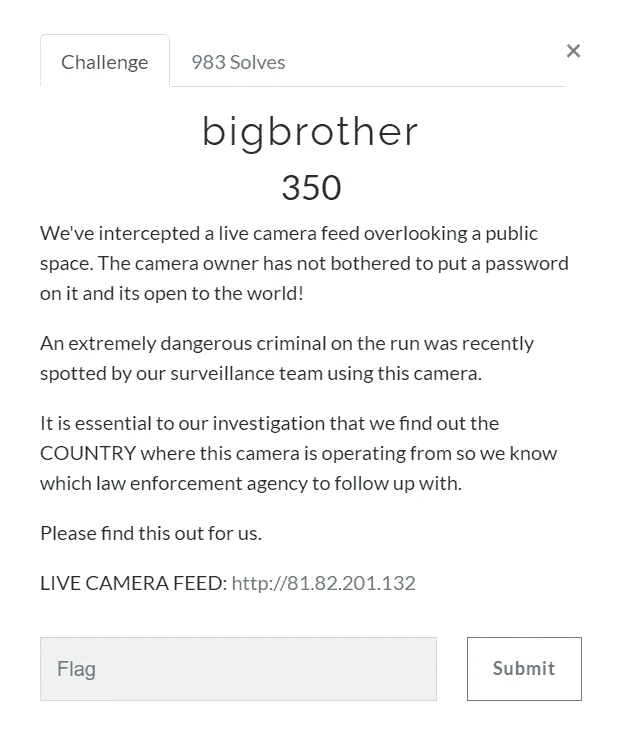 Challenge
983 Solves
×
bigbrother
350
We've intercepted a live camera feed overlooking a public
space. The camera owner has not bothered to put a password
on it and its open to the world!
An extremely dangerous criminal on the run was recently
spotted by our surveillance team using this camera.
It is essential to our investigation that we find out the
COUNTRY where this camera is operating from so we know
which law enforcement agency to follow up with.
Please find this out for us.
LIVE CAMERA FEED: http://81.82.201.132
Flag
Submit